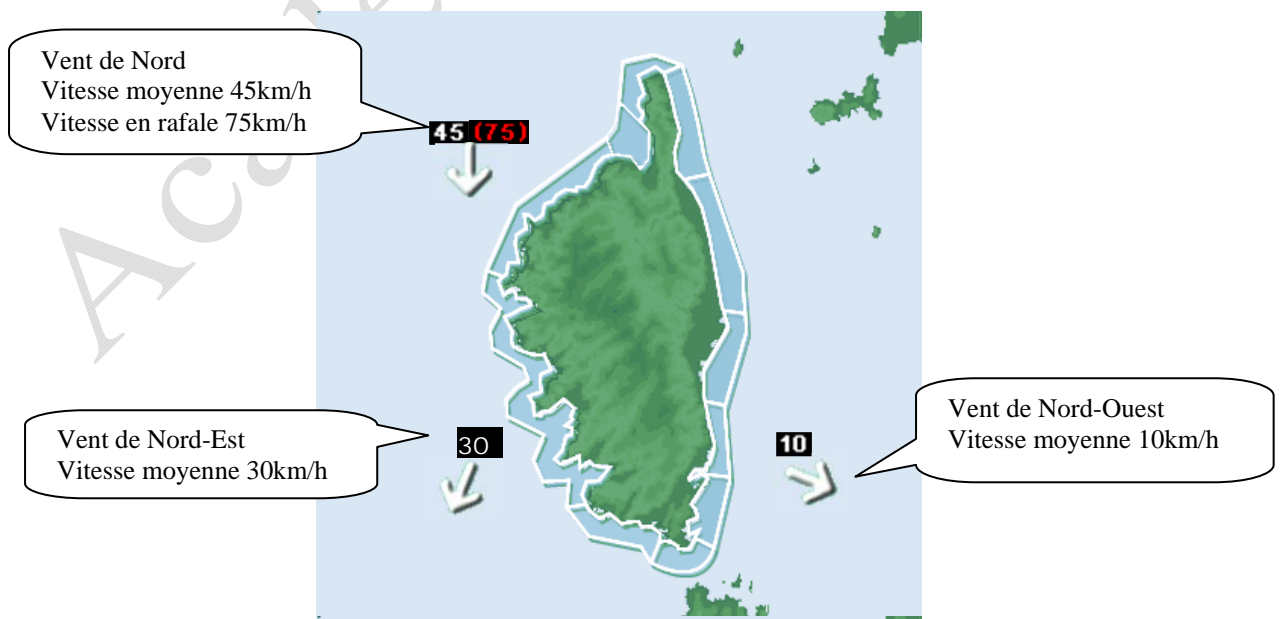 Vent de Nord
Vitesse moyenne 45km/h
Vitesse en rafale 75km/h
45 (75)
Vent de Nord-Est
Vitesse moyenne 30km/h
30
10
Vent de Nord-Ouest
Vitesse moyenne 10km/h